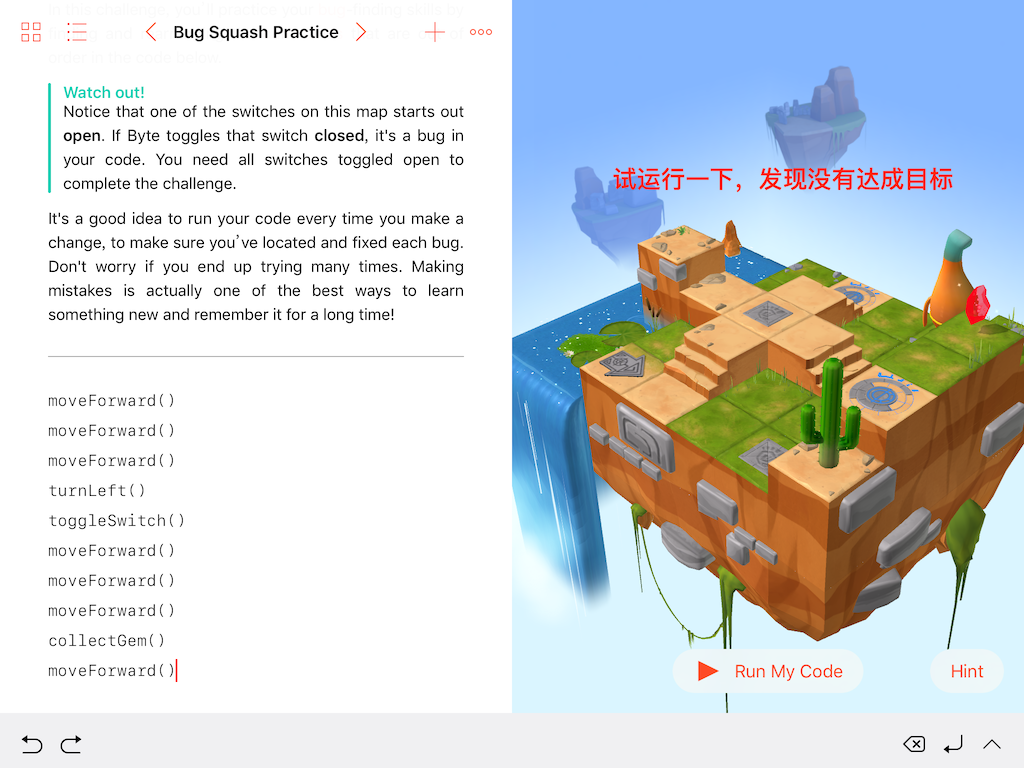 Bug Squash Practice
Watch out!
Notice that one of the switches on this map starts out
open. If Byte toggles that switch closed, it's a bug in
your code. You need all switches toggled open to
complete the challenge.
It's a good idea to run your code every time you make a
change, to make sure you've located and fixed each bug.
Don't worry if you end up trying many times. Making
mistakes is actually one of the best ways to learn
something new and remember it for a long time!
moveForward()
moveForward()
moveForward()
turnLeft()
toggleSwitch()
moveForward()
moveForward()
moveForward()
collectGem()
moveForward()
试运行一下，发现没有达成目标
Run My Code
Hint